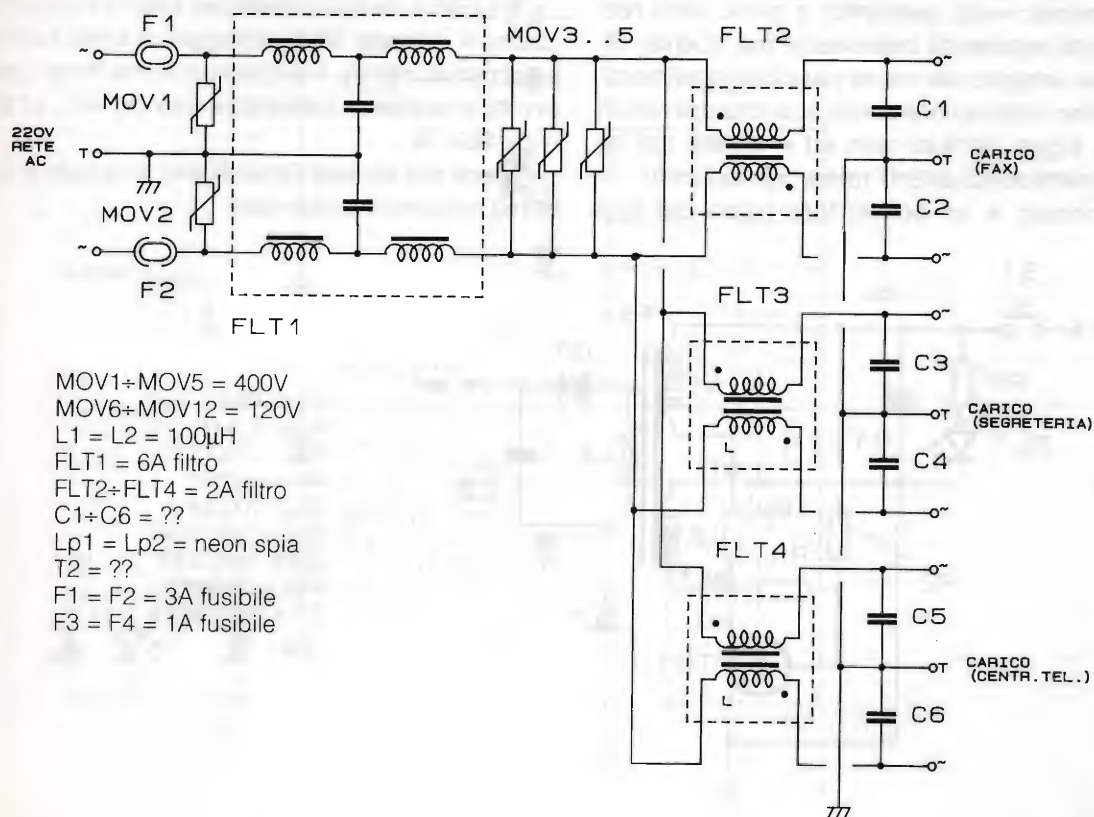 F1
MOV3..5
FLT2
~
MOV1
220V
RETE
AC
T
MOV2
~
F2
FLT1
~
C1
T
CARICO
(FAX)
C2
~
FLT3
~
C3
T
CARICO
(SEGRETERIA)
C4
~
FLT4
~
C5
T
CARICO
(CENTR.TEL.)
C6
~
MOV1÷MOV5 = 400V
MOV6÷MOV12 = 120V
L1 = L2 = 100µH
FLT1 = 6A filtro
FLT2÷FLT4 = 2A filtro
C1÷C6 = ??
Lp1 = Lp2 = neon spia
T2 = ??
F1 = F2 = 3A fusibile
F3 = F4 = 1A fusibile